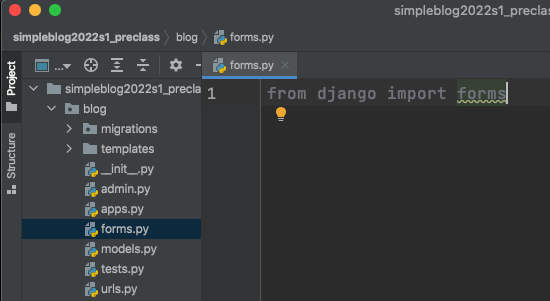 simpleblog2022s1_preclass
simpleblog2022s1_preclass > blog > forms.py
Project
Structure
...
forms.py
simpleblog2022s1_precla
blog
migrations
templates
__init__.py
admin.py
apps.py
forms.py
models.py
tests.py
urls.py
1 from django import forms